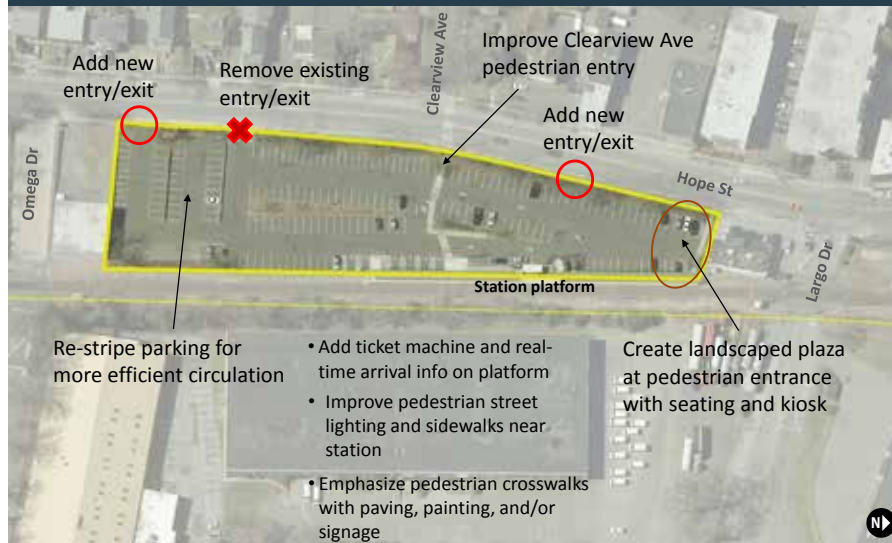 Add new
entry/exit
Remove existing
entry/exit
Clearview Ave
Improve Clearview Ave
pedestrian entry
Add new
entry/exit
Omega Dr
Hope St
Largo Dr
Station platform
Re-stripe parking for
more efficient circulation
• Add ticket machine and real-
time arrival info on platform
• Improve pedestrian street
lighting and sidewalks near
station
• Emphasize pedestrian crosswalks
with paving, painting, and/or
signage
Create landscaped plaza
at pedestrian entrance
with seating and kiosk
N